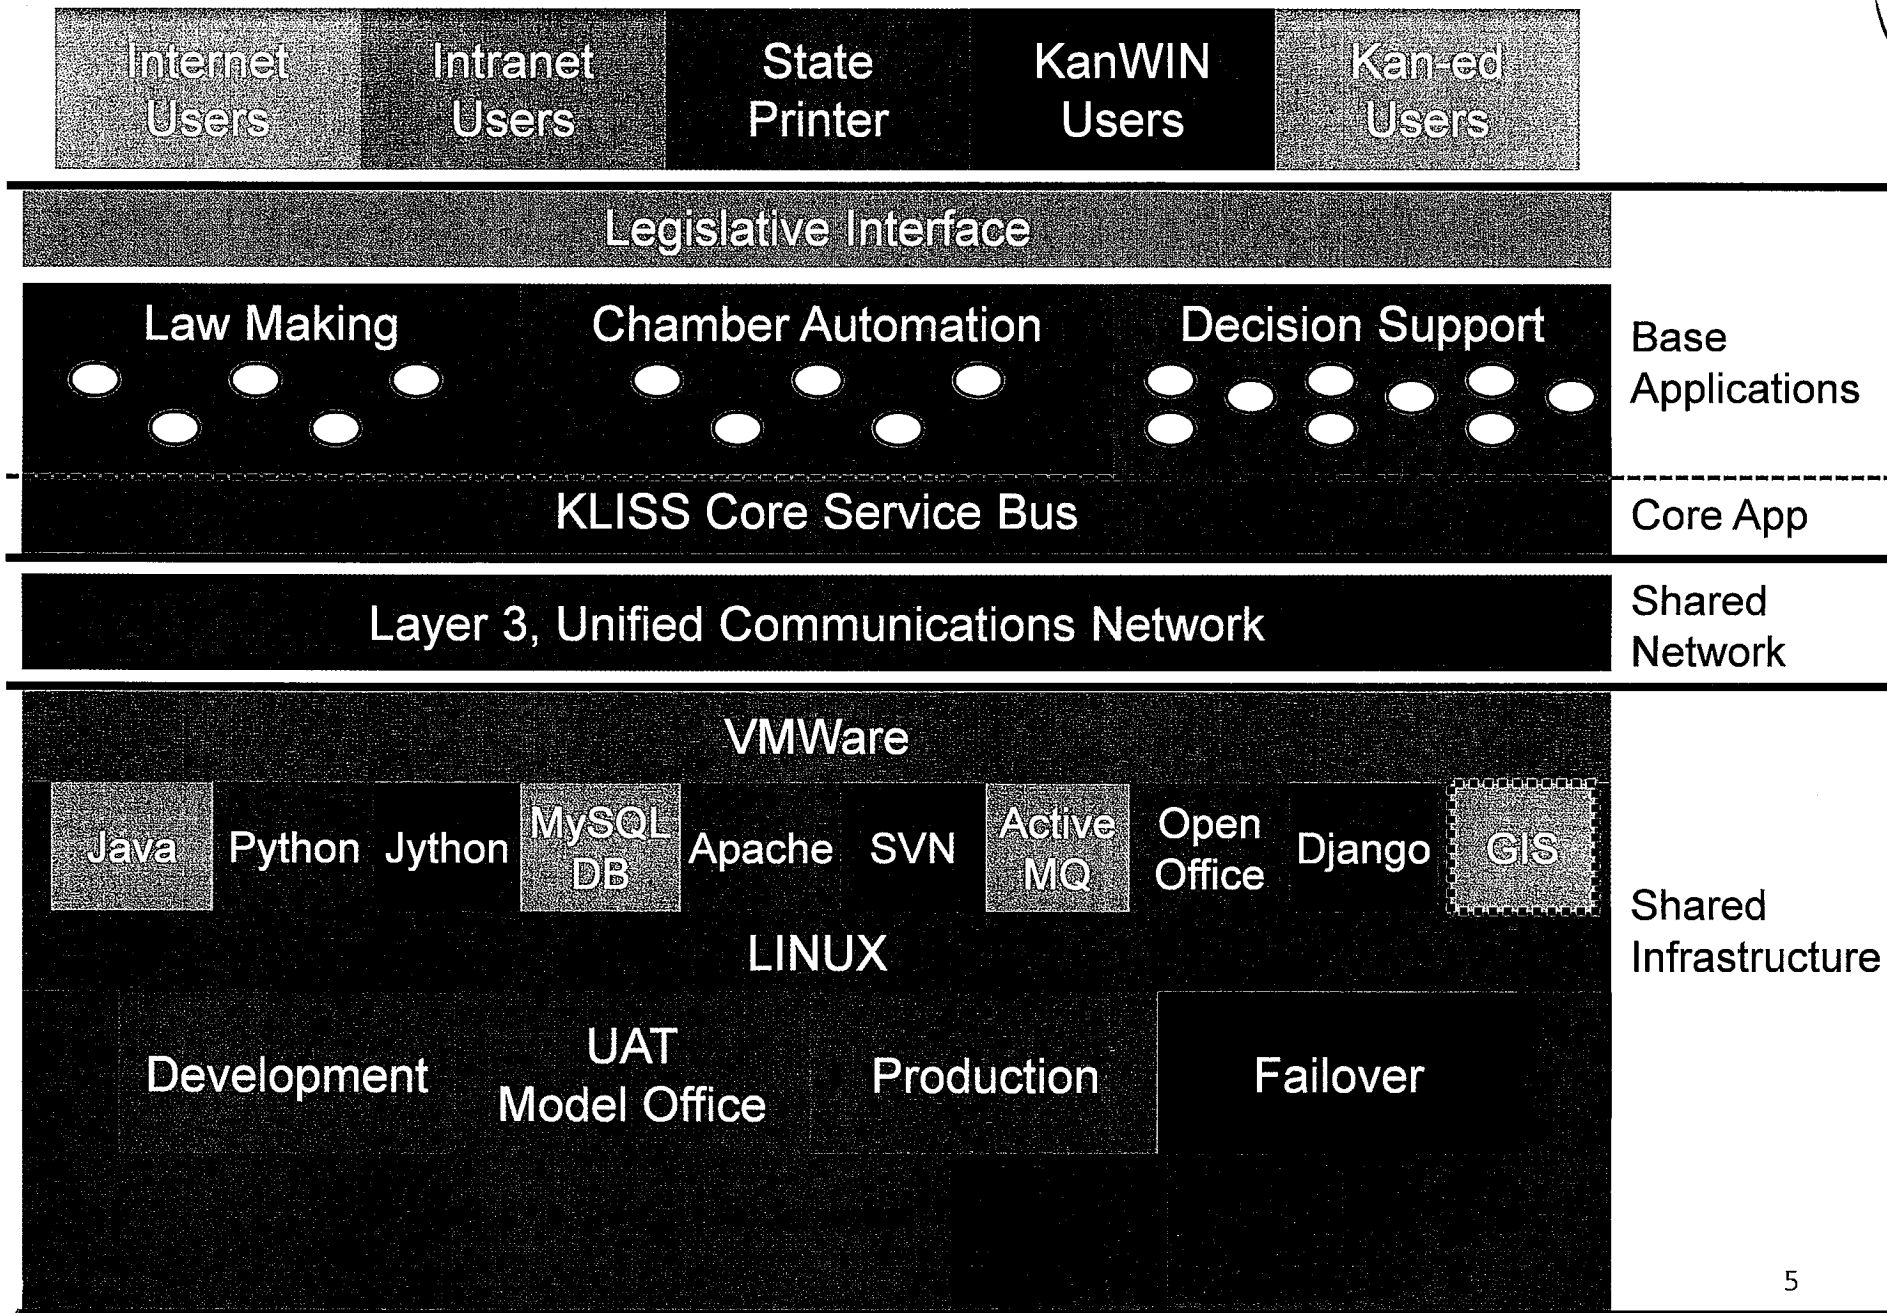 Internet
Users
Intranet
Users
State
Printer
KanWIN
Users
Kan-ed
Users
Legislative Interface
Law Making
Chamber Automation
Decision Support
Base
Applications
KLISS Core Service Bus
Core App
Layer 3, Unified Communications Network
Shared
Network
VMWare
Java
Python
Jython
MySQL
DB
Apache
SVN
Active
MQ
Open
Office
Django
GIS
Shared
Infrastructure
LINUX
Development
UAT
Model Office
Production
Failover
5